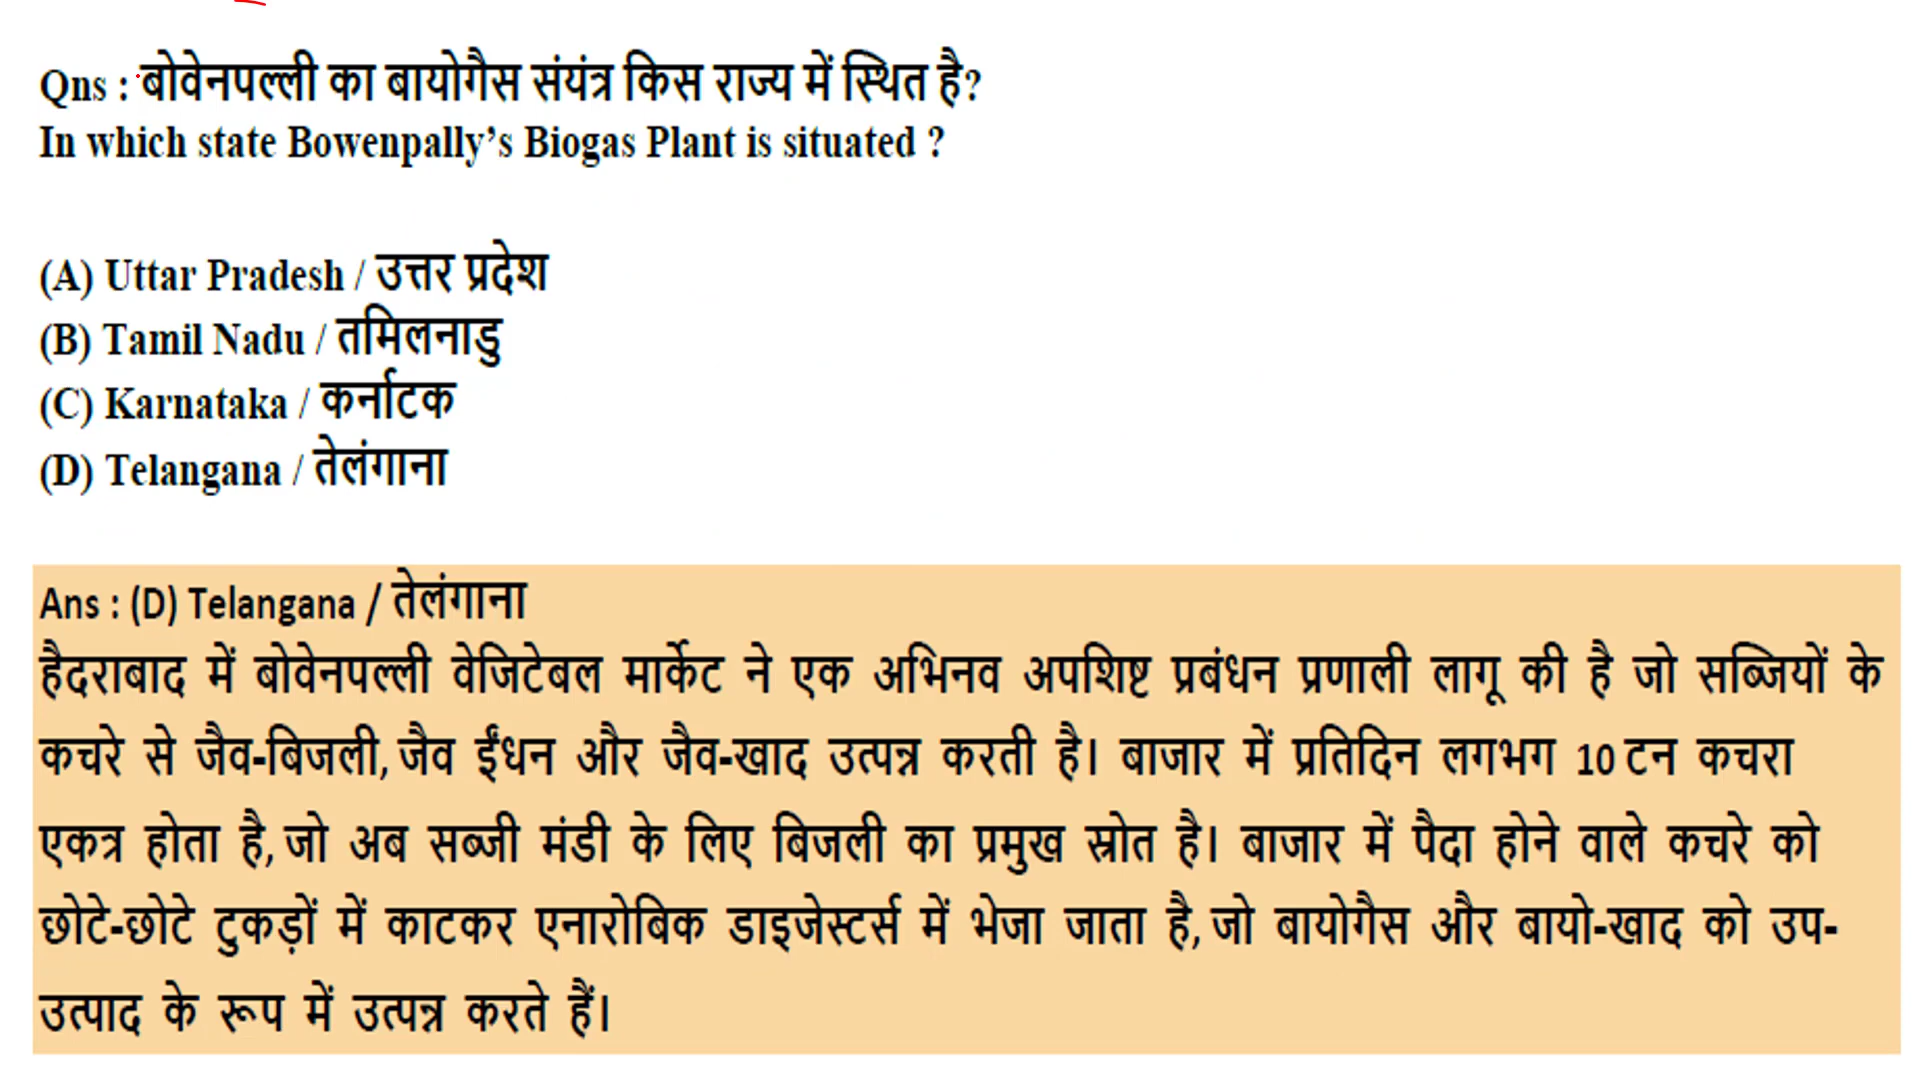 Qns : बोवेनपल्ली का बायोगैस संयंत्र किस राज्य में स्थित है?
In which state Bowenpally’s Biogas Plant is situated ?
(A) Uttar Pradesh / उत्तर प्रदेश
(B) Tamil Nadu / तमिलनाडु
(C) Karnataka / कर्नाटक
(D) Telangana / तेलंगाना
Ans : (D) Telangana / तेलंगाना
हैदराबाद में बोवेनपल्ली वेजिटेबल मार्केट ने एक अभिनव अपशिष्ट प्रबंधन प्रणाली लागू की है जो सब्जियों के
कचरे से जैव-बिजली, जैव ईंधन और जैव-खाद उत्पन्न करती है। बाजार में प्रतिदिन लगभग 10 टन कचरा
एकत्र होता है, जो अब सब्जी मंडी के लिए बिजली का प्रमुख स्रोत है। बाजार में पैदा होने वाले कचरे को
छोटे-छोटे टुकड़ों में काटकर एनारोबिक डाइजेस्टर्स में भेजा जाता है, जो बायोगैस और बायो-खाद को उप-
उत्पाद के रूप में उत्पन्न करते हैं।